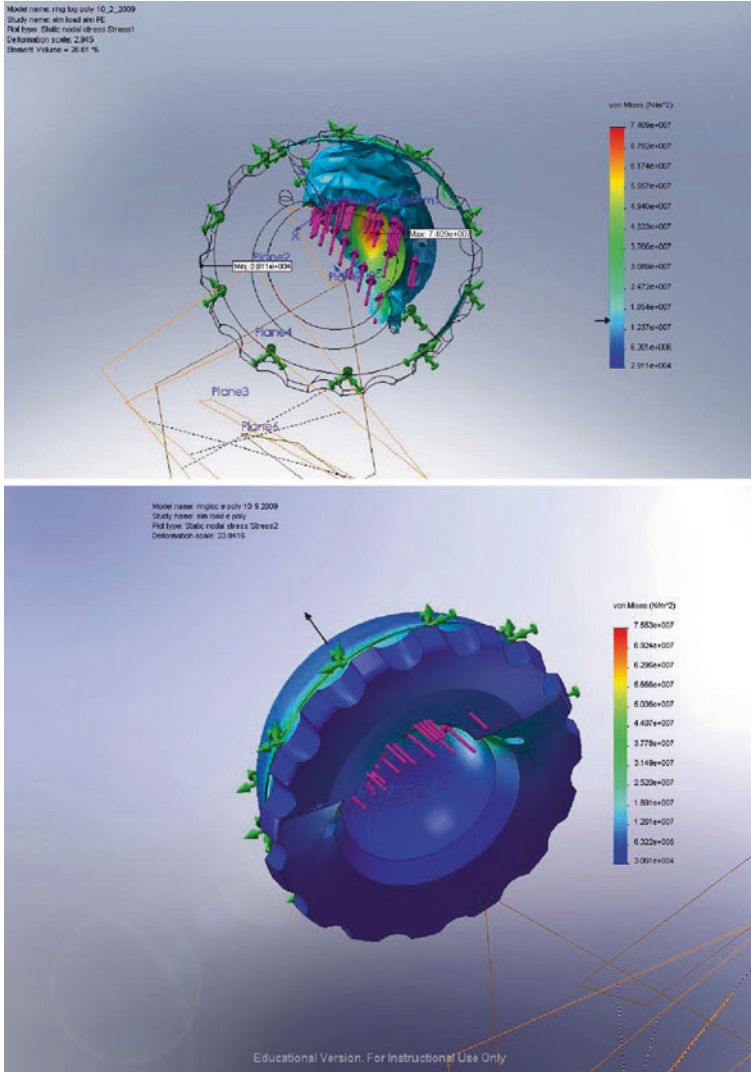 Model name: ring log poly 10_2_2009
Study name: sim load sim PE
Plot type: Static nodal stress Stress1
Deformation scale: 2.945
Element Volume = 26.61 %
von Mises (N/m^2)
7.409e+007
6.792e+007
6.174e+007
5.557e+007
4.940e+007
4.323e+007
3.706e+007
3.089e+007
2.472e+007
1.854e+007
1.237e+007
6.201e+006
2.911e+004
X
Max: 7.409e+007
Plane2
Min: 2.911e+004
Plane4
Plane3
Plane6
Model name: ringloc e poly 10 9 2009
Study name: sim load e poly
Plot type: Static nodal stress Stress2
Deformation scale: 23.9416
von Mises (N/m^2)
7.553e+007
6.924e+007
6.295e+007
5.666e+007
5.036e+007
4.407e+007
3.778e+007
3.149e+007
2.520e+007
1.891e+007
1.261e+007
6.322e+006
3.061e+004
Educational Version. For Instructional Use Only